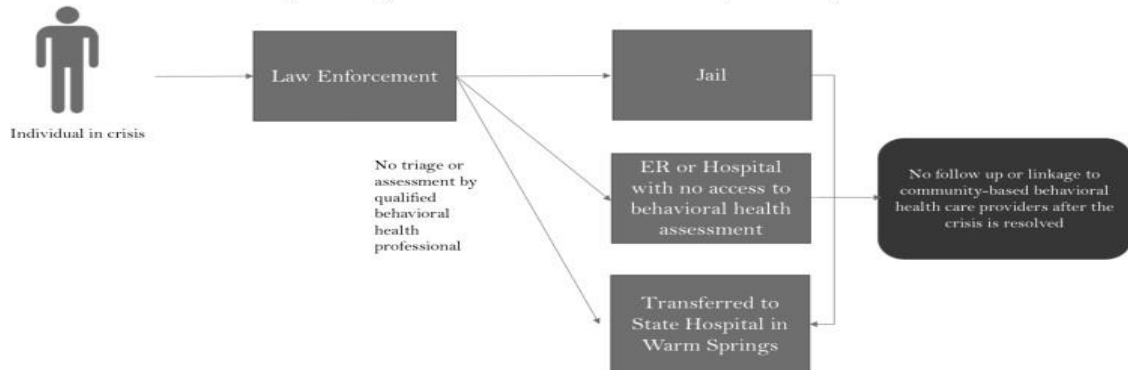 Individual in crisis
Law Enforcement
No triage or
assessment by
qualified
behavioral
health
professional
Jail
ER or Hospital
with no access to
behavioral health
assessment
Transferred to
State Hospital in
Warm Springs
No follow up or linkage to
community-based behavioral
health care providers after the
crisis is resolved